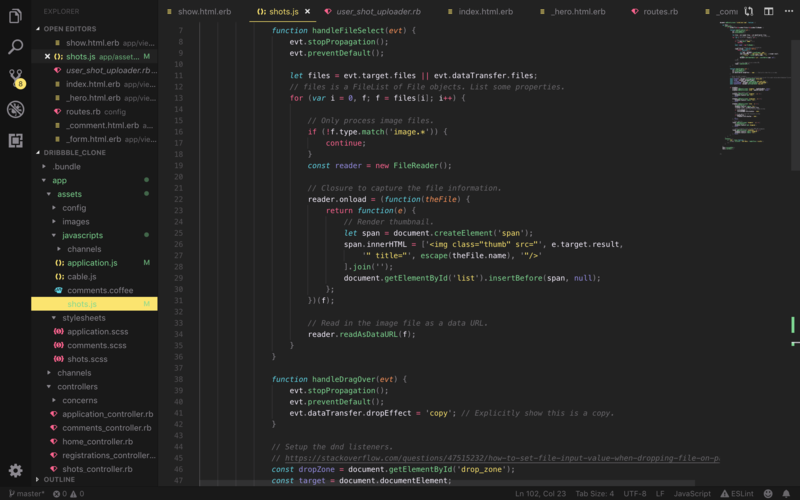 EXPLORER
OPEN EDITORS
show.html.erb app/vie...
shots.js app/asset... M
user_shot_uploader.rb...
index.html.erb app/vie...
_hero.html.erb app/vie...
routes.rb config
_comment.html.erb app/...
_form.html.erb app/vie...
DRIBBBLE_CLONE
.bundle
app
assets
config
images
javascripts
channels
application.js M
cable.js
comments.coffee
shots.js M
stylesheets
application.scss
comments.scss
shots.scss
channels
controllers
concerns
application_controller.rb
comments_controller.rb
home_controller.rb
registrations_controller.rb
shots_controller.rb
OUTLINE
8
show.html.erb
shots.js
user_shot_uploader.rb
index.html.erb
_hero.html.erb
routes.rb
7 function handleFileSelect(evt) {
8 evt.stopPropagation();
9 evt.preventDefault();
10
11 let files = evt.target.files || evt.dataTransfer.files;
12 // files is a FileList of File objects. List some properties.
13 for (var i = 0, f; f = files[i]; i++) {
14
15 // Only process image files.
16 if (!f.type.match('image.*')) {
17 continue;
18 }
19 const reader = new FileReader();
20
21 // Closure to capture the file information.
22 reader.onload = (function(theFile) {
23 return function(e) {
24 // Render thumbnail.
25 let span = document.createElement('span');
26 span.innerHTML = ['<img class="thumb" src="', e.target.result,
27 '" title="', escape(theFile.name), '"/>'
28 ].join('');
29 document.getElementById('list').insertBefore(span, null);
30 };
31 })(f);
32
33 // Read in the image file as a data URL.
34 reader.readAsDataURL(f);
35 }
36 }
37
38 function handleDragOver(evt) {
39 evt.stopPropagation();
40 evt.preventDefault();
41 evt.dataTransfer.dropEffect = 'copy'; // Explicitly show this is a copy.
42 }
43
44 // Setup the dnd listeners.
45 // https://stackoverflow.com/questions/47515232/how-to-set-file-input-value-when-dropping-file-on-p
46 const dropZone = document.getElementById('drop_zone');
47 const target = document.documentElement;
master* 0 0
Ln 102, Col 23 Tab Size: 4 UTF-8 LF JavaScript ESLint